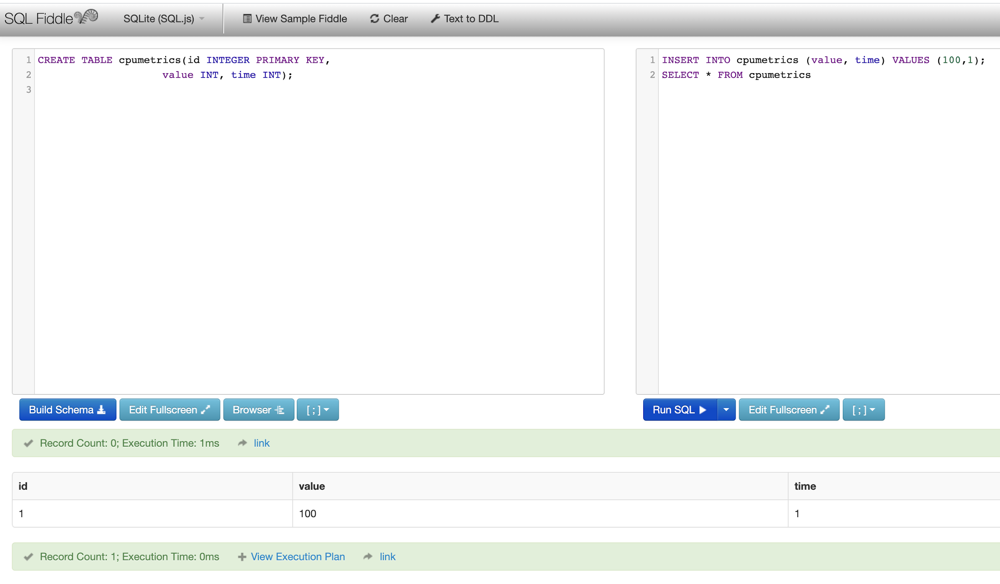 SQL Fiddle SQLite (SQL.js) View Sample Fiddle Clear Text to DDL
1 CREATE TABLE cpumetrics(id INTEGER PRIMARY KEY,
2 value INT, time INT);
3
1 INSERT INTO cpumetrics (value, time) VALUES (100,1);
2 SELECT * FROM cpumetrics
Build Schema Edit Fullscreen Browser [ ; ]
Run SQL Edit Fullscreen [ ; ]
Record Count: 0; Execution Time: 1ms link
id value time
1 100 1
Record Count: 1; Execution Time: 0ms View Execution Plan link